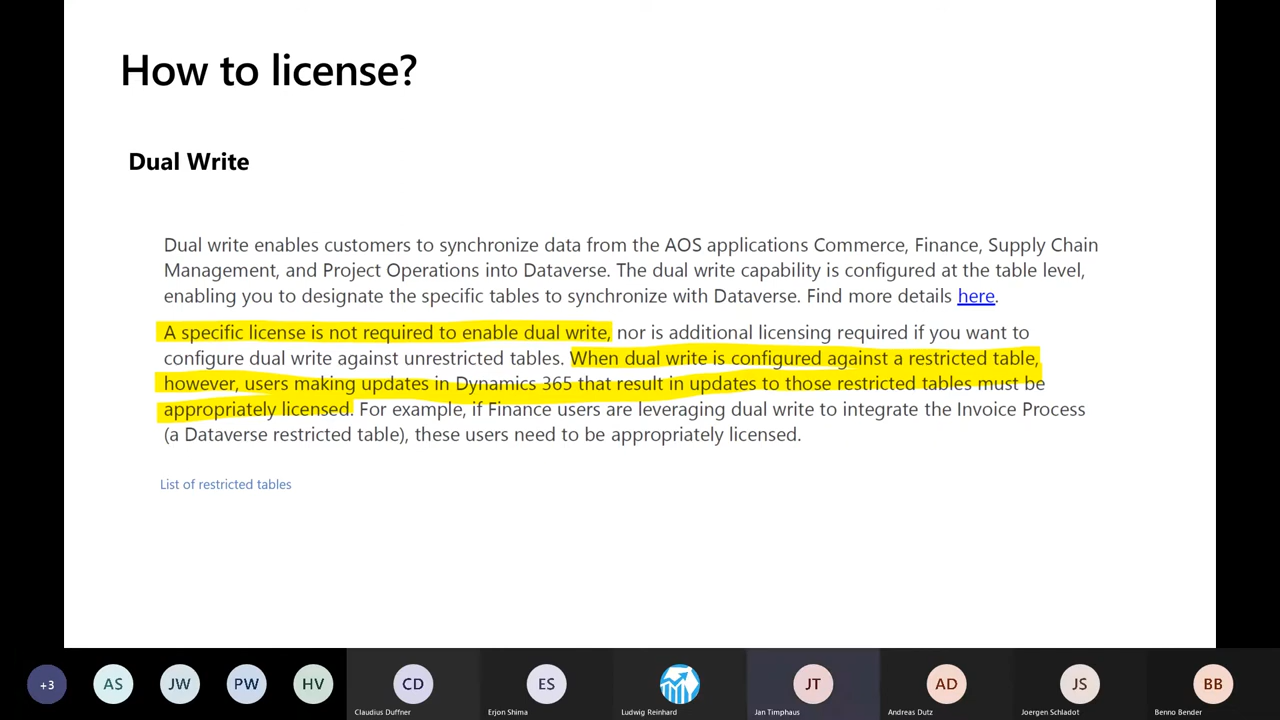 How to license?
Dual Write
Dual write enables customers to synchronize data from the AOS applications Commerce, Finance, Supply Chain
Management, and Project Operations into Dataverse. The dual write capability is configured at the table level,
enabling you to designate the specific tables to synchronize with Dataverse. Find more details here.
A specific license is not required to enable dual write, nor is additional licensing required if you want to
configure dual write against unrestricted tables. When dual write is configured against a restricted table,
however, users making updates in Dynamics 365 that result in updates to those restricted tables must be
appropriately licensed. For example, if Finance users are leveraging dual write to integrate the Invoice Process
(a Dataverse restricted table), these users need to be appropriately licensed.
List of restricted tables
+3 AS JW PW HV CD ES JT AD JS BB
Claudius Duffner Erjon Shima Ludwig Reinhard Jan Timphaus Andreas Dutz Joergen Schladot Benno Bender